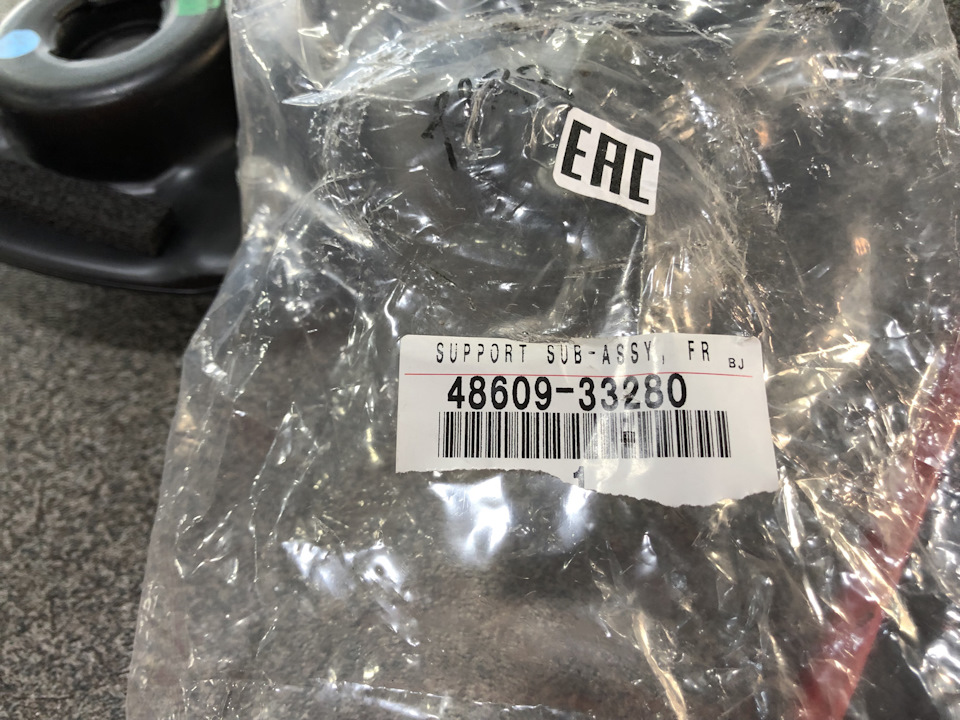 EAC
SUPPORT SUB-ASSY, FR BJ
48609-33280